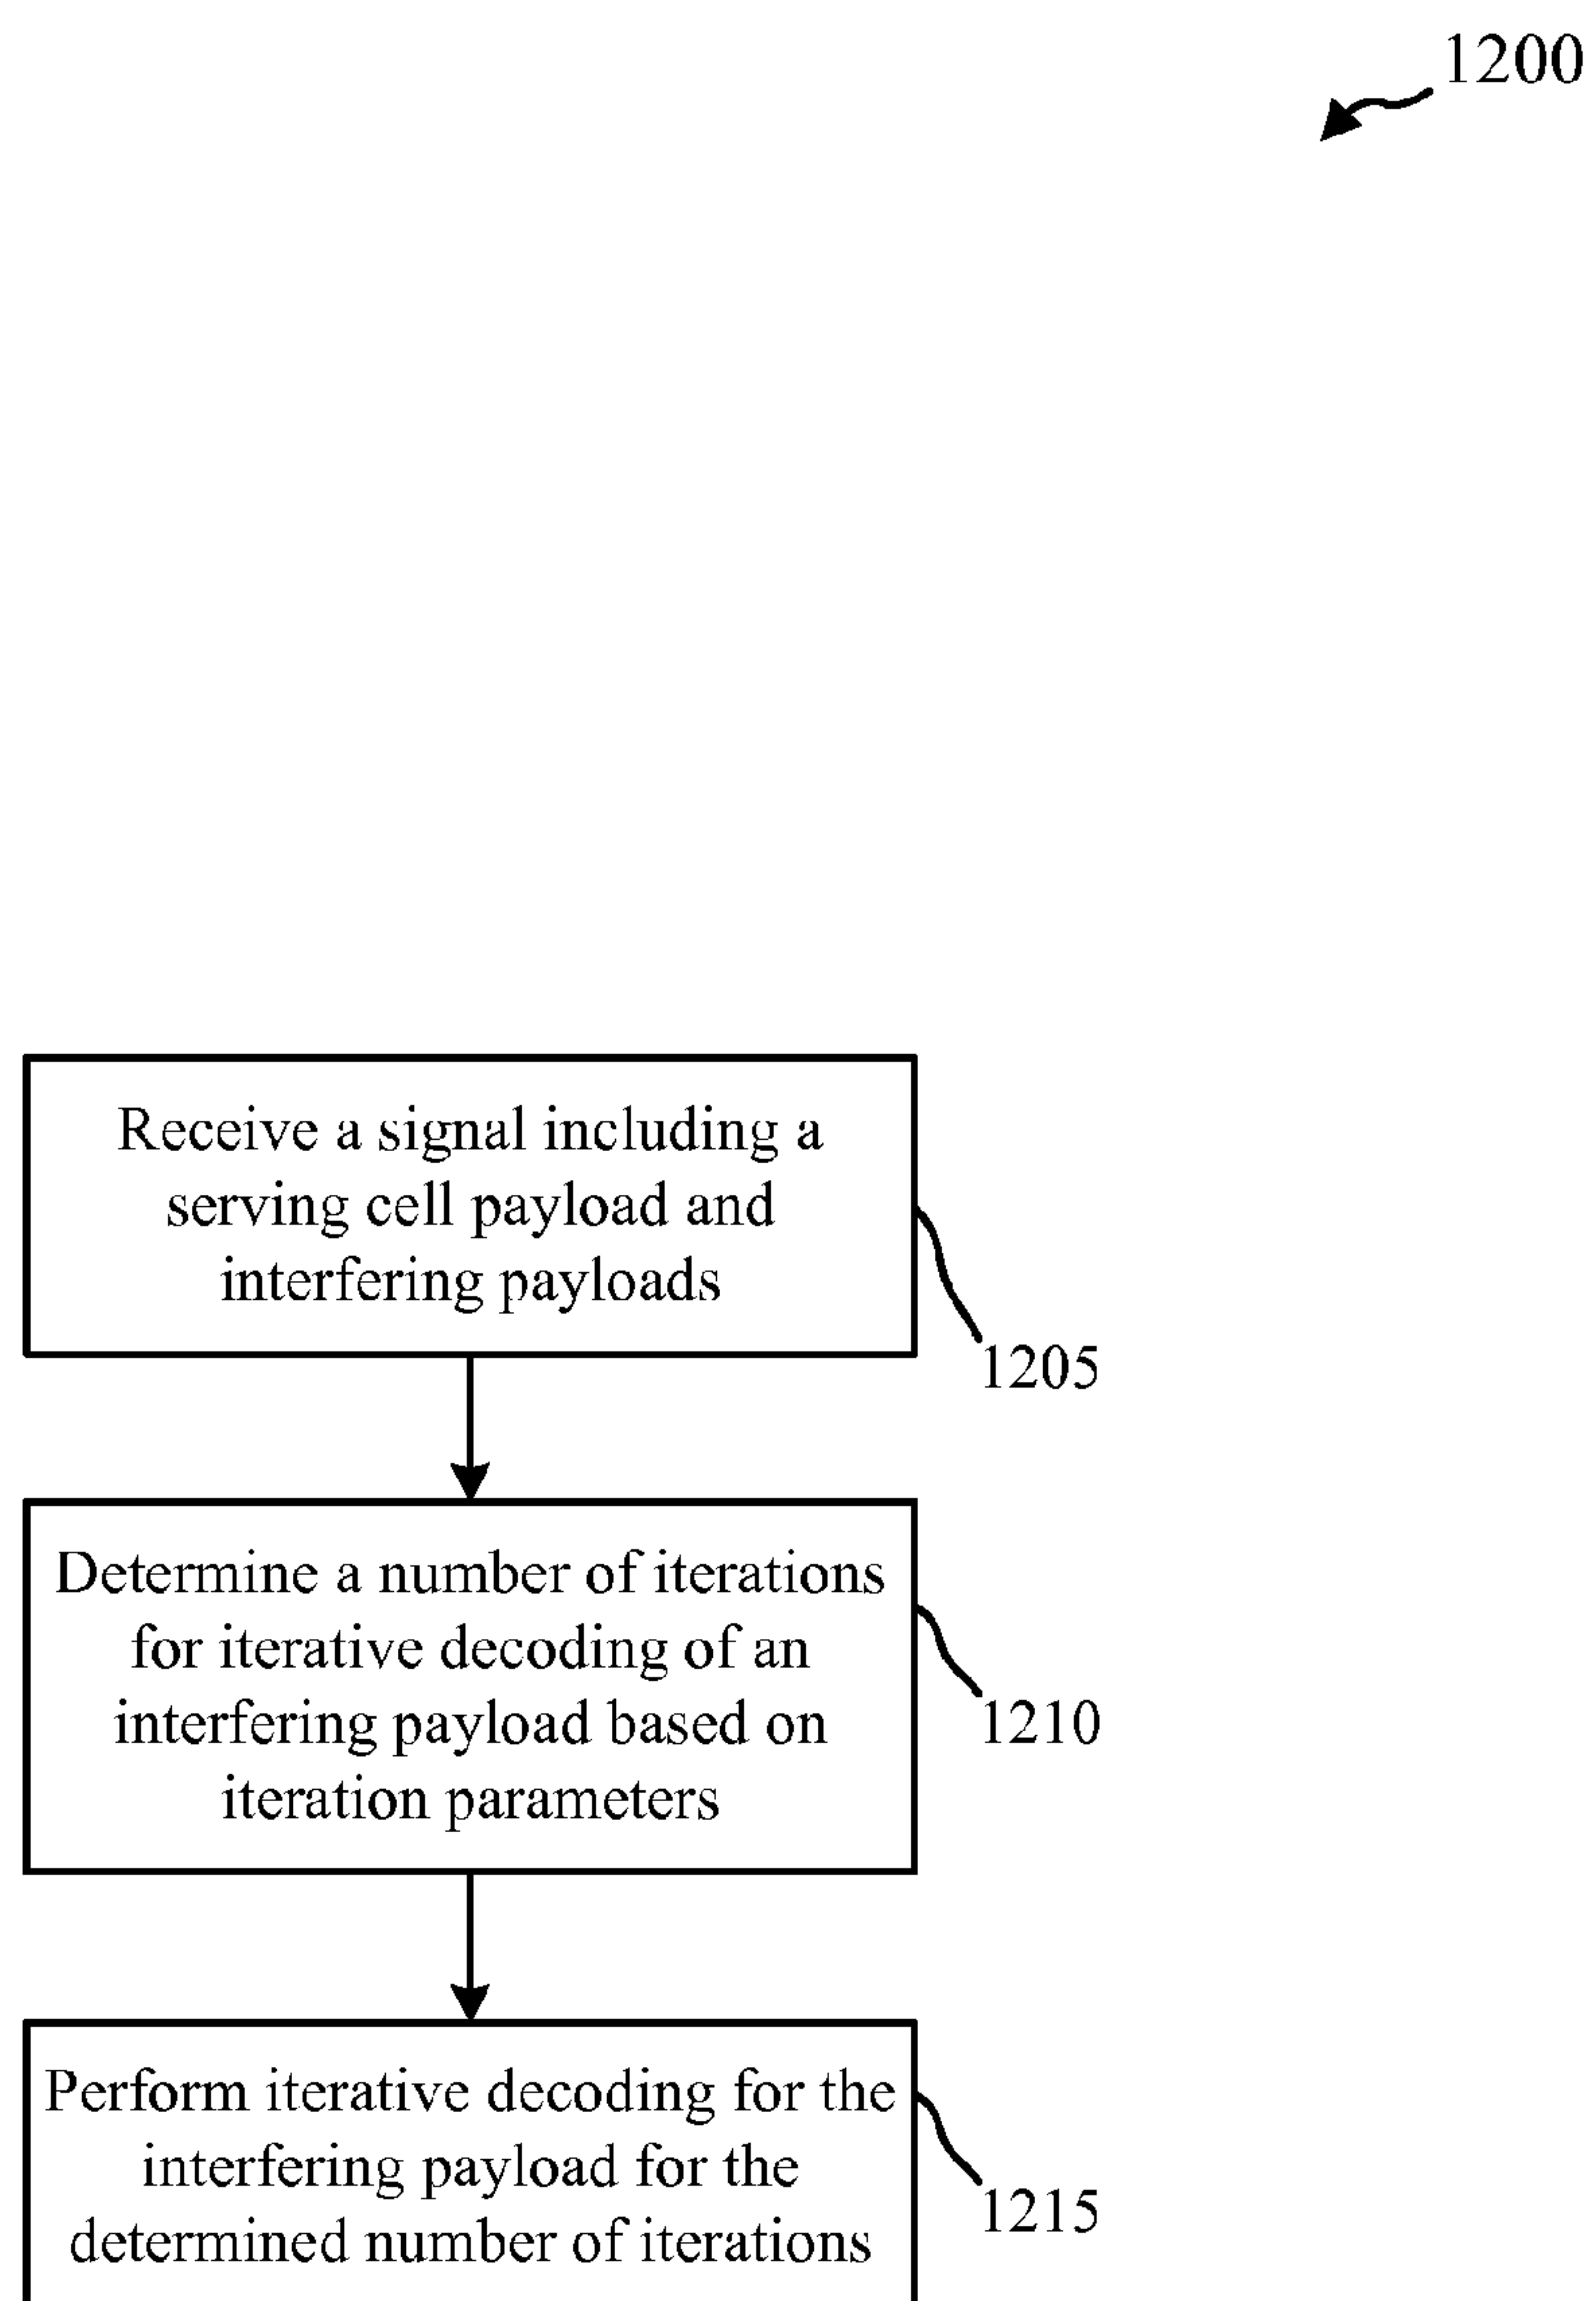 1200
Receive a signal including a
serving cell payload and
interfering payloads
1205
Determine a number of iterations
for iterative decoding of an
interfering payload based on
iteration parameters
1210
Perform iterative decoding for the
interfering payload for the
determined number of iterations
1215